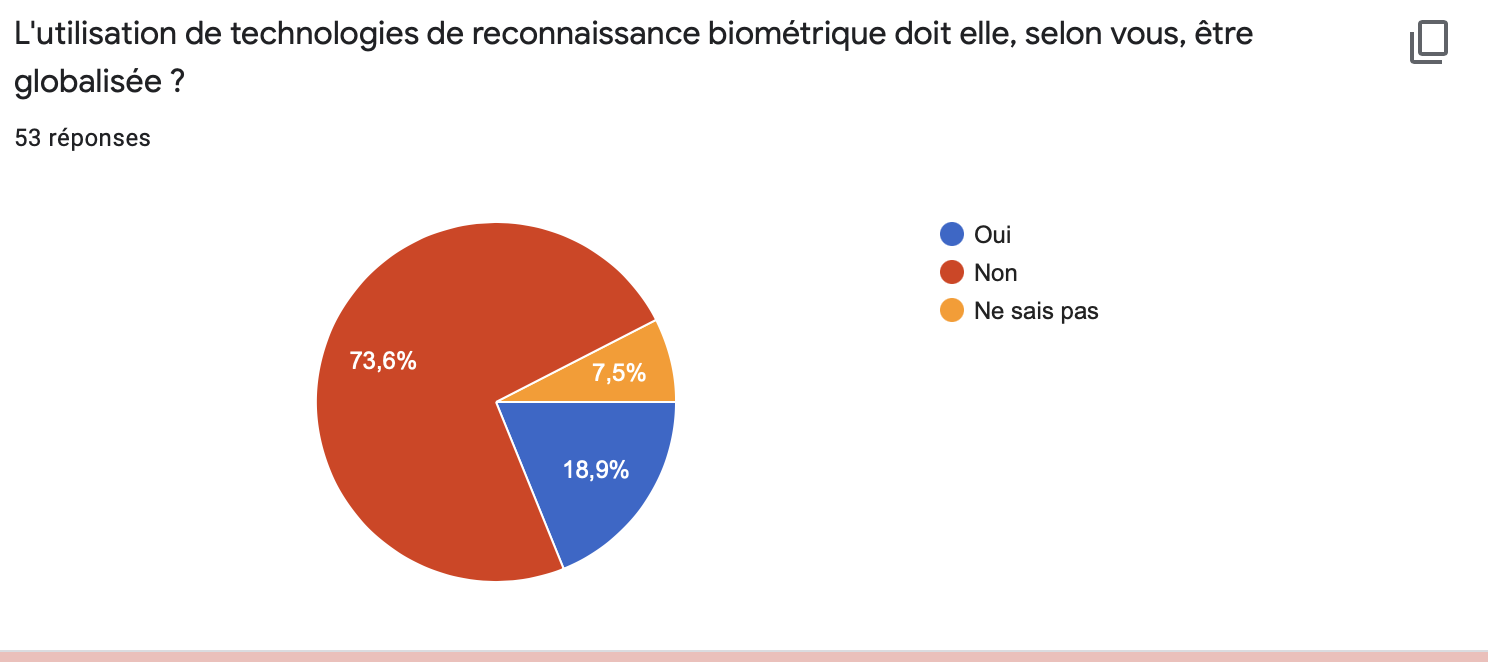 L'utilisation de technologies de reconnaissance biométrique doit elle, selon vous, être
globalisée ?
53 réponses
Oui
Non
Ne sais pas
73,6%
7,5%
18,9%